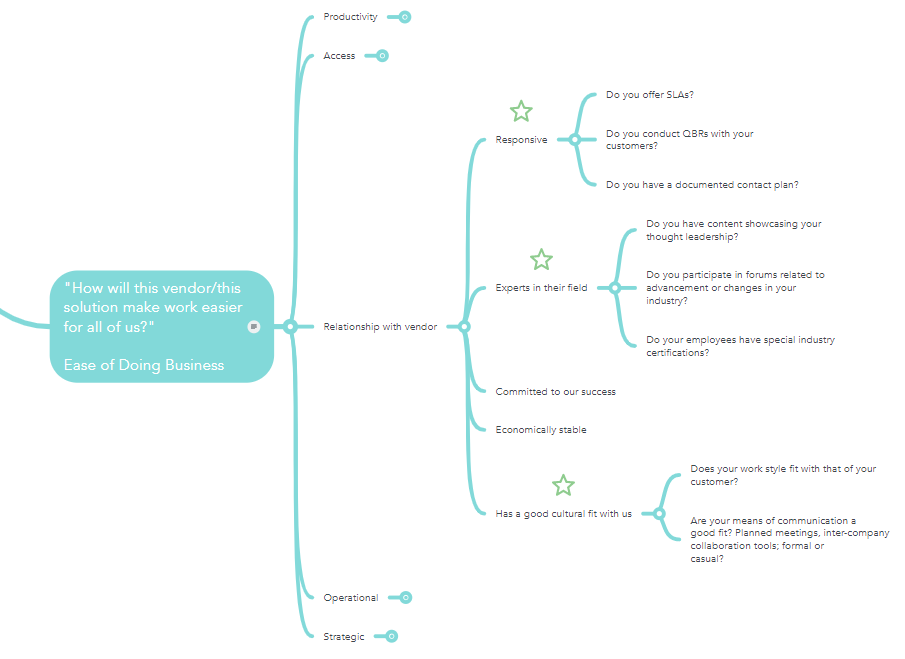 Productivity
Access
Do you offer SLAs?
Responsive
Do you conduct QBRs with your
customers?
Do you have a documented contact plan?
Do you have content showcasing your
thought leadership?
Experts in their field
Do you participate in forums related to
advancement or changes in your
industry?
Do your employees have special industry
certifications?
"How will this vendor/this
solution make work easier
for all of us?"
Ease of Doing Business
Relationship with vendor
Committed to our success
Economically stable
Has a good cultural fit with us
Does your work style fit with that of your
customer?
Are your means of communication a
good fit? Planned meetings, inter-company
collaboration tools; formal or
casual?
Operational
Strategic